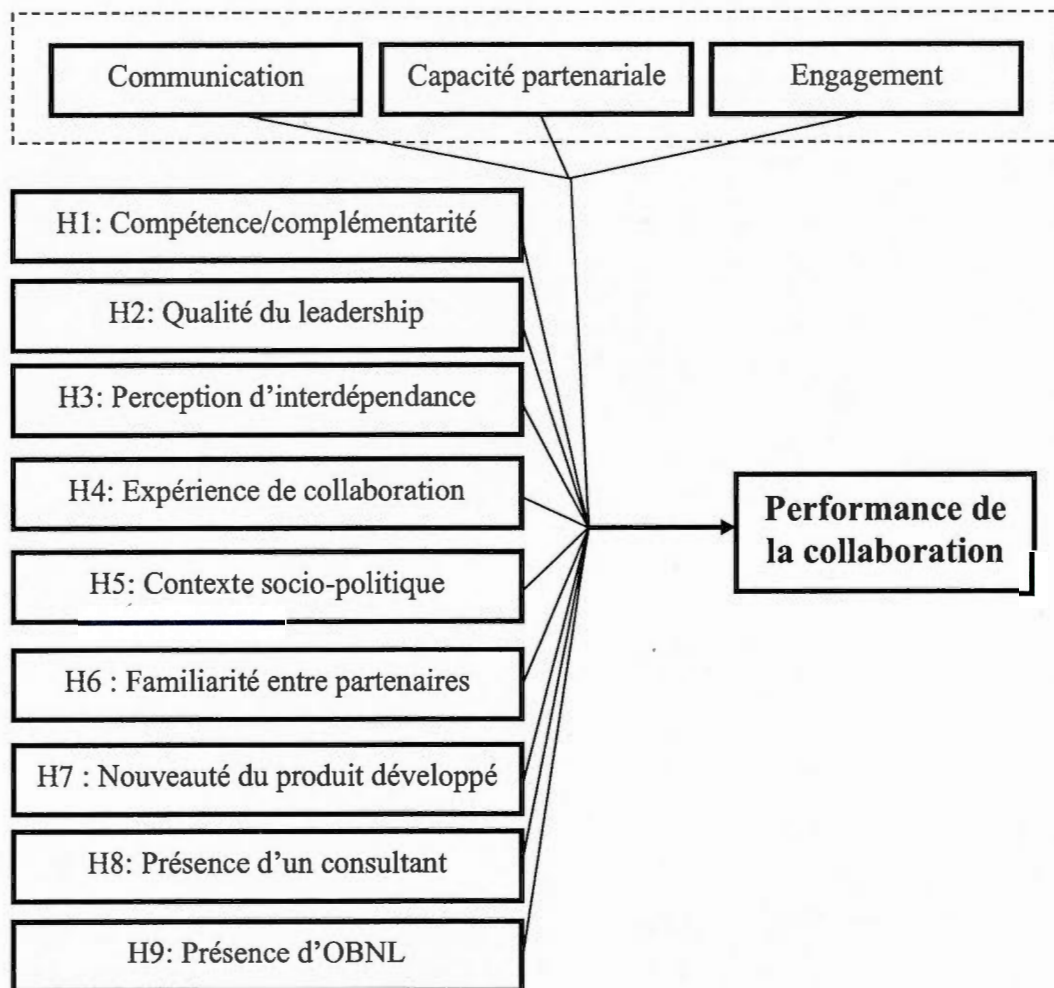 Communication
Capacité partenariale
Engagement
H1: Compétence/complémentarité
H2: Qualité du leadership
H3: Perception d’interdépendance
H4: Expérience de collaboration
H5: Contexte socio-politique
H6 : Familiarité entre partenaires
H7 : Nouveauté du produit développé
H8: Présence d’un consultant
H9: Présence d’OBNL
Performance de
la collaboration